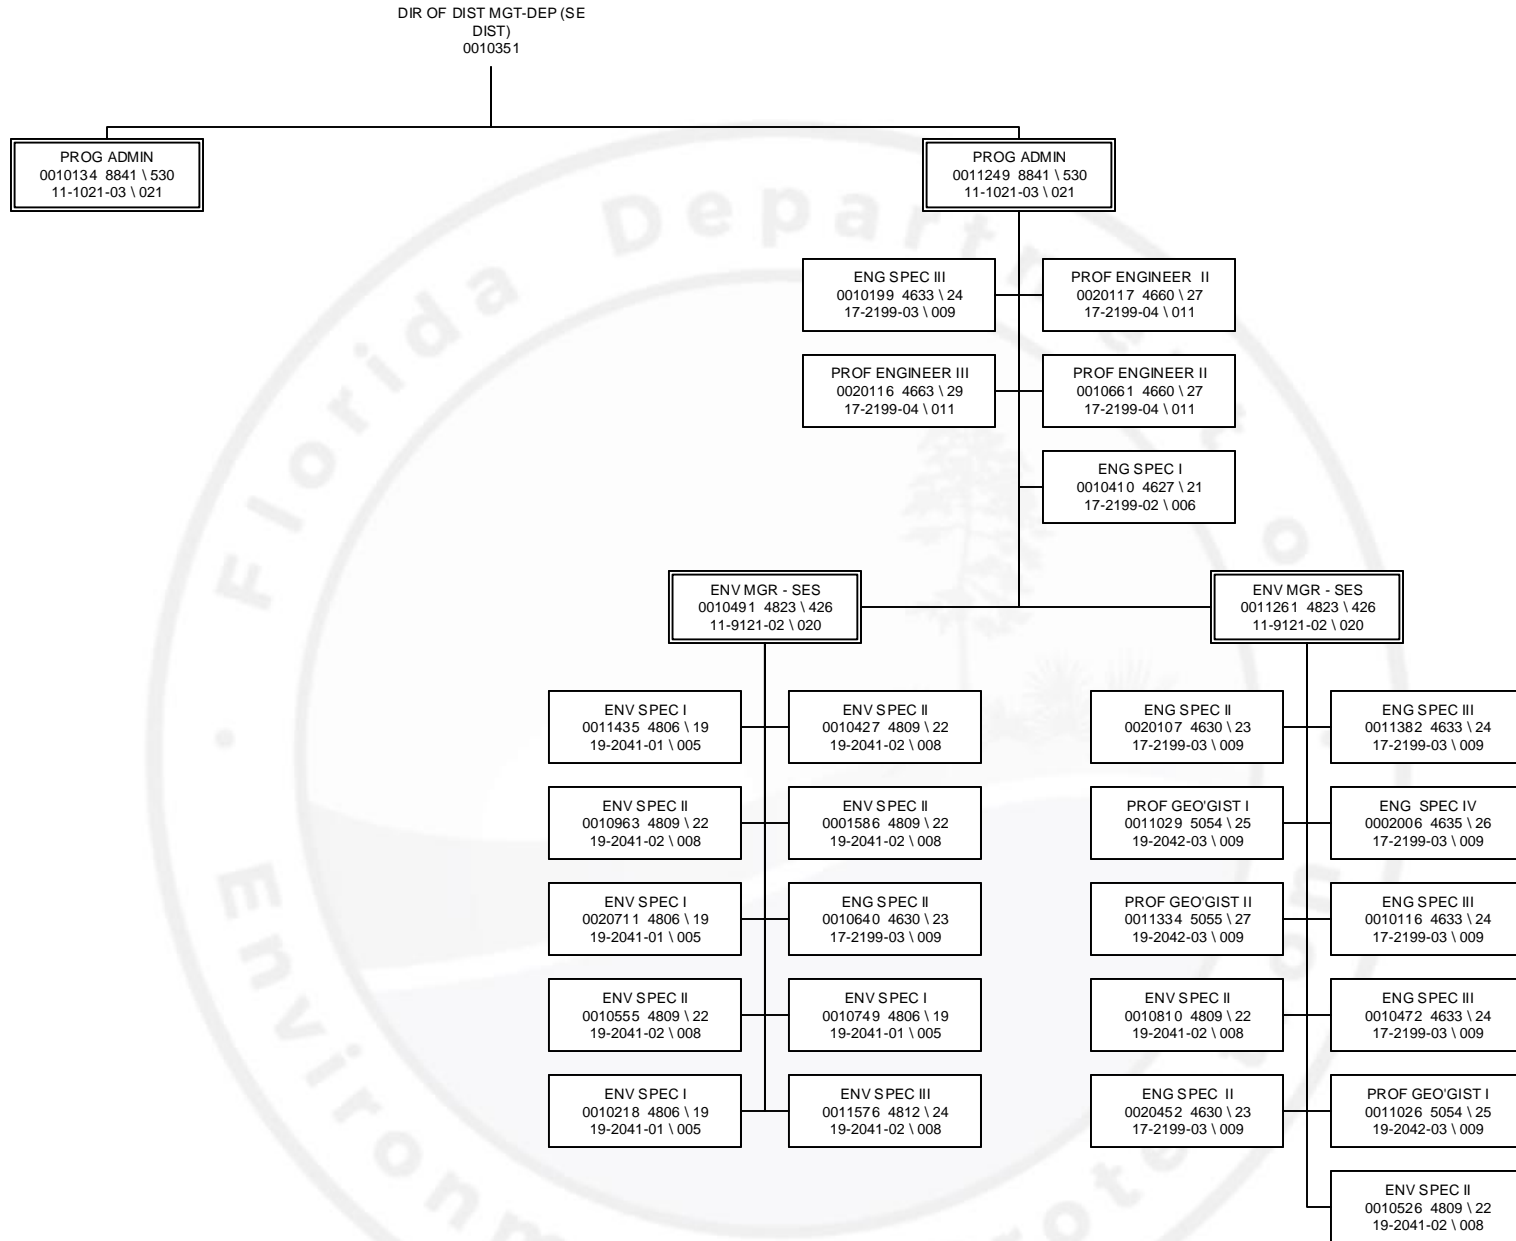 DIR OF DIST MGT-DEP (SE
DIST)
0010351
PROG ADMIN
0010134 8841 \ 530
11-1021-03 \ 021
PROG ADMIN
0011249 8841 \ 530
11-1021-03 \ 021
ENG SPEC III
0010199 4633 \ 24
17-2199-03 \ 009
PROF ENGINEER II
0020117 4660 \ 27
17-2199-04 \ 011
PROF ENGINEER III
0020116 4663 \ 29
17-2199-04 \ 011
PROF ENGINEER II
0010661 4660 \ 27
17-2199-04 \ 011
ENG SPEC I
0010410 4627 \ 21
17-2199-02 \ 006
ENV MGR - SES
0010491 4823 \ 426
11-9121-02 \ 020
ENV MGR - SES
0011261 4823 \ 426
11-9121-02 \ 020
ENV SPEC I
0011435 4806 \ 19
19-2041-01 \ 005
ENV SPEC II
0010427 4809 \ 22
19-2041-02 \ 008
ENG SPEC II
0020107 4630 \ 23
17-2199-03 \ 009
ENG SPEC III
0011382 4633 \ 24
17-2199-03 \ 009
ENV SPEC II
0010963 4809 \ 22
19-2041-02 \ 008
ENV SPEC II
0001586 4809 \ 22
19-2041-02 \ 008
PROF GEO'GIST I
0011029 5054 \ 25
19-2042-03 \ 009
ENG SPEC IV
0002006 4635 \ 26
17-2199-03 \ 009
ENV SPEC I
0020711 4806 \ 19
19-2041-01 \ 005
ENG SPEC II
0010640 4630 \ 23
17-2199-03 \ 009
PROF GEO'GIST II
0011334 5055 \ 27
19-2042-03 \ 009
ENG SPEC III
0010116 4633 \ 24
17-2199-03 \ 009
ENV SPEC II
0010555 4809 \ 22
19-2041-02 \ 008
ENV SPEC I
0010749 4806 \ 19
19-2041-01 \ 005
ENV SPEC II
0010810 4809 \ 22
19-2041-02 \ 008
ENG SPEC III
0010472 4633 \ 24
17-2199-03 \ 009
ENV SPEC I
0010218 4806 \ 19
19-2041-01 \ 005
ENV SPEC III
0011576 4812 \ 24
19-2041-02 \ 008
ENG SPEC II
0020452 4630 \ 23
17-2199-03 \ 009
PROF GEO'GIST I
0011026 5054 \ 25
19-2042-03 \ 009
ENV SPEC II
0010526 4809 \ 22
19-2041-02 \ 008
Florida